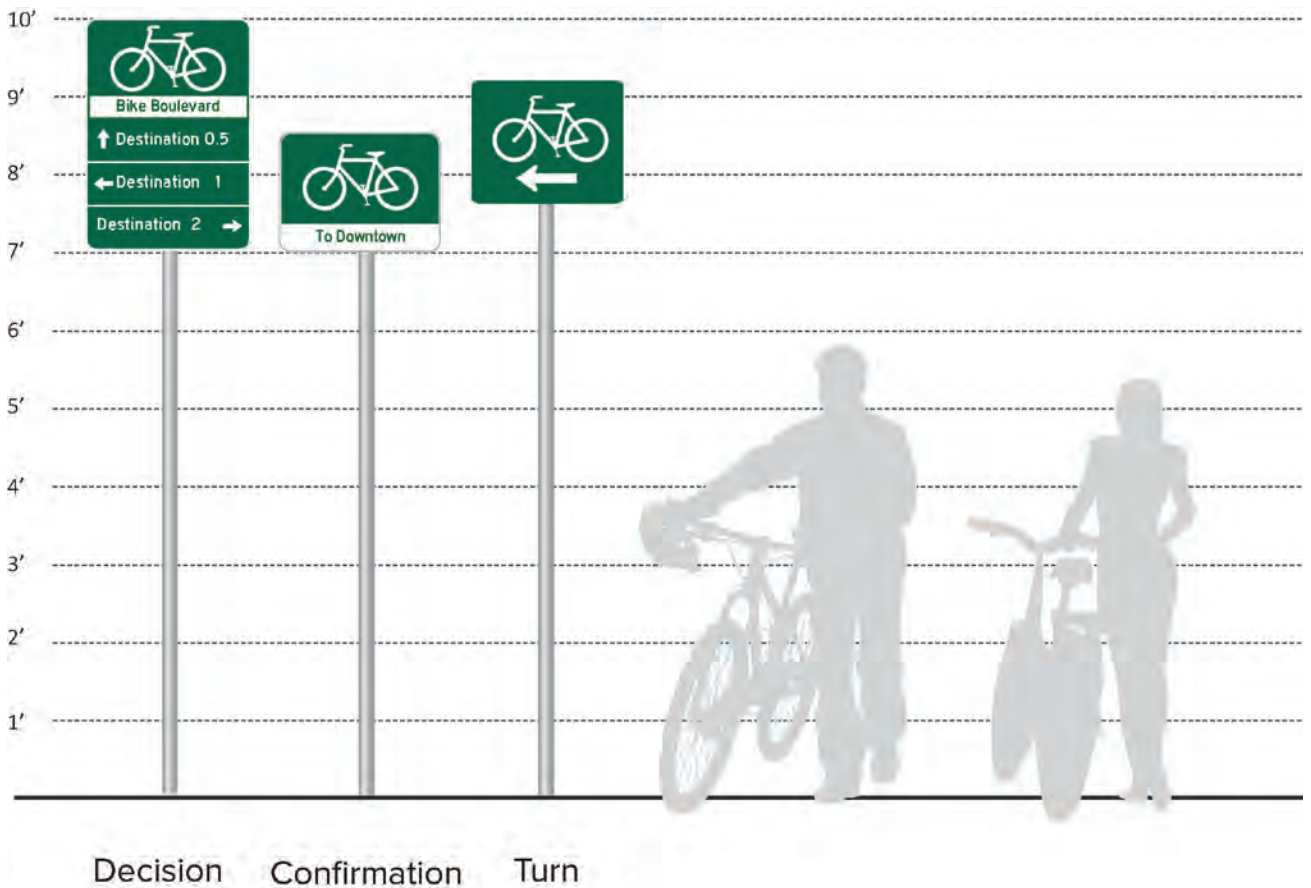 10′
9′
8′
7′
6′
5′
4′
3′
2′
1′
Bike Boulevard
↑ Destination 0.5
← Destination 1
Destination 2 →
To Downtown
←
Decision Confirmation Turn